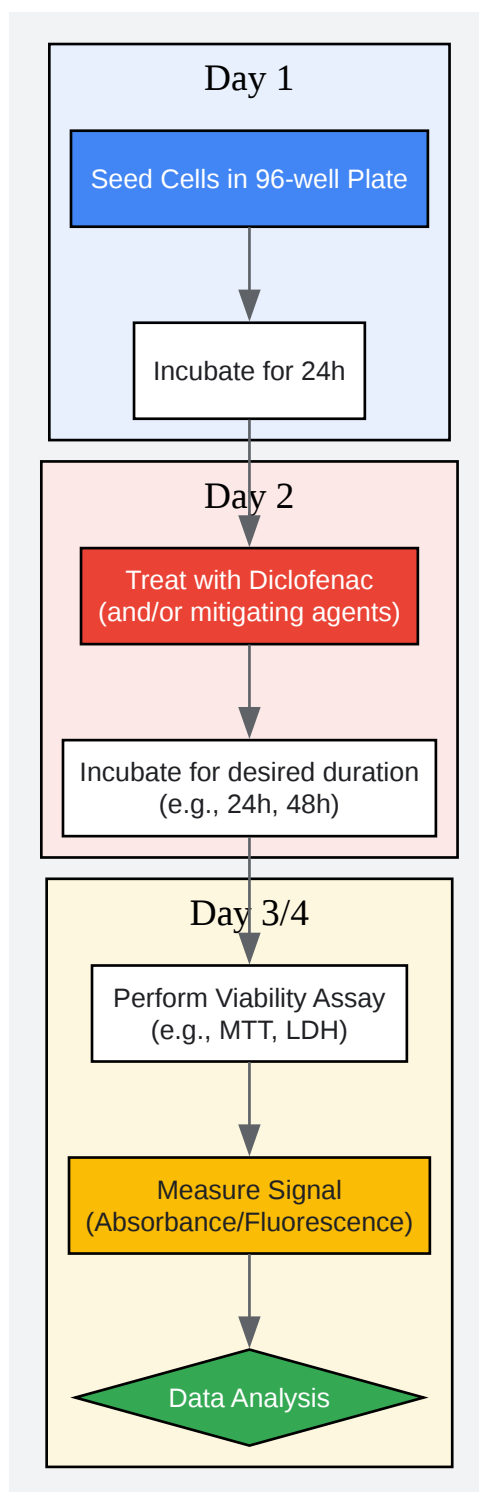 Day 1
Seed Cells in 96-well Plate
Incubate for 24h
Day 2
Treat with Diclofenac
(and/or mitigating agents)
Incubate for desired duration
(e.g., 24h, 48h)
Day 3/4
Perform Viability Assay
(e.g., MTT, LDH)
Measure Signal
(Absorbance/Fluorescence)
Data Analysis